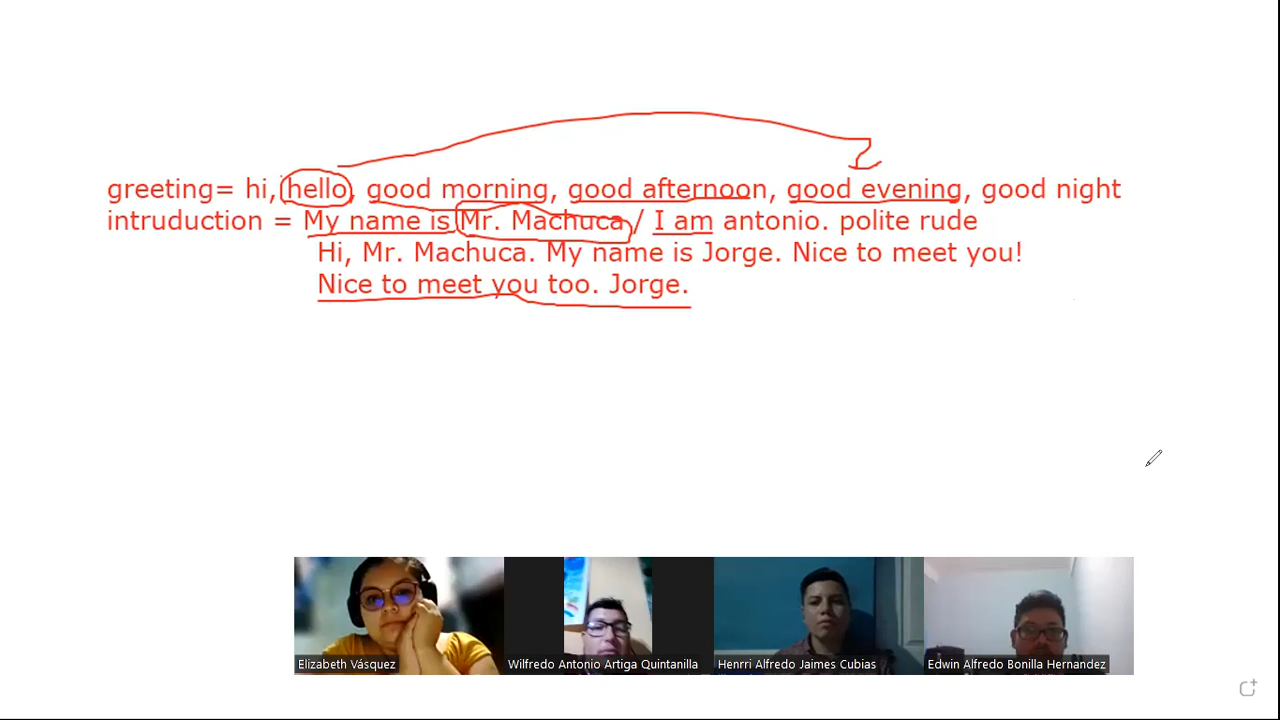 greeting= hi, hello, good morning, good afternoon, good evening, good night
intruduction = My name is Mr. Machuca / I am antonio. polite rude
Hi, Mr. Machuca. My name is Jorge. Nice to meet you!
Nice to meet you too. Jorge.
Elizabeth Vásquez
Wilfredo Antonio Artiga Quintanilla
Henrri Alfredo Jaimes Cubias
Edwin Alfredo Bonilla Hernandez